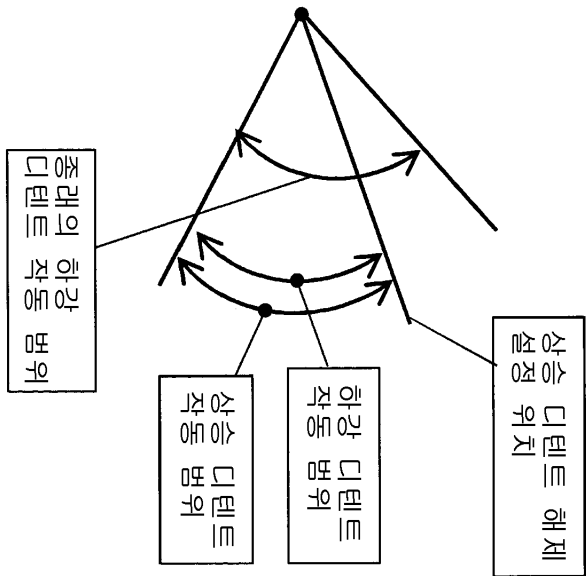 상승 디텐트 해제
설정 위치
하강 디텐트
작동 범위
상승 디텐트
작동 범위
종래의 하강
디텐트 작동 범위